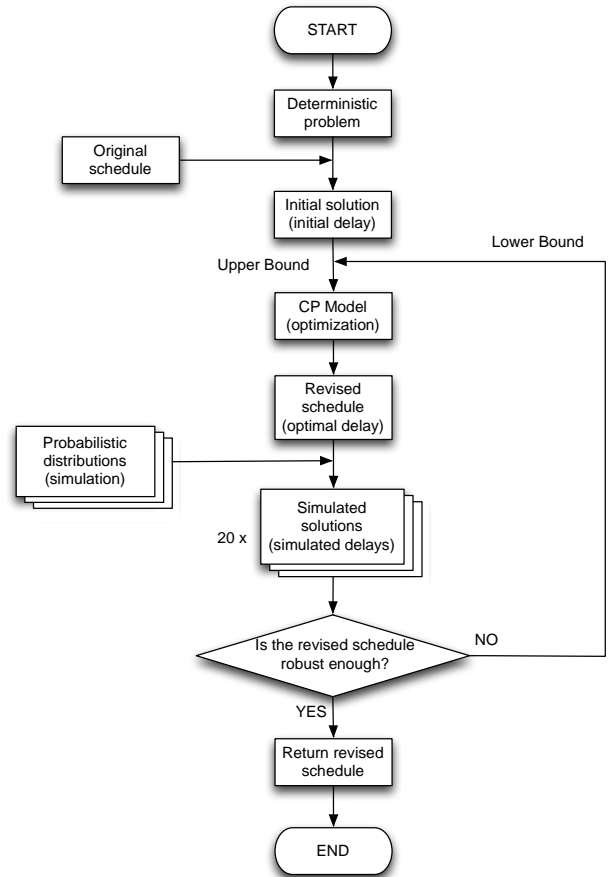 START
Deterministic
problem
Original
schedule
Initial solution
(initial delay)
Lower Bound
Upper Bound
CP Model
(optimization)
Revised
schedule
(optimal delay)
Probabilistic
distributions
(simulation)
Simulated
solutions
(simulated delays)
20 x
Is the revised schedule
robust enough?
NO
YES
Return revised
schedule
END